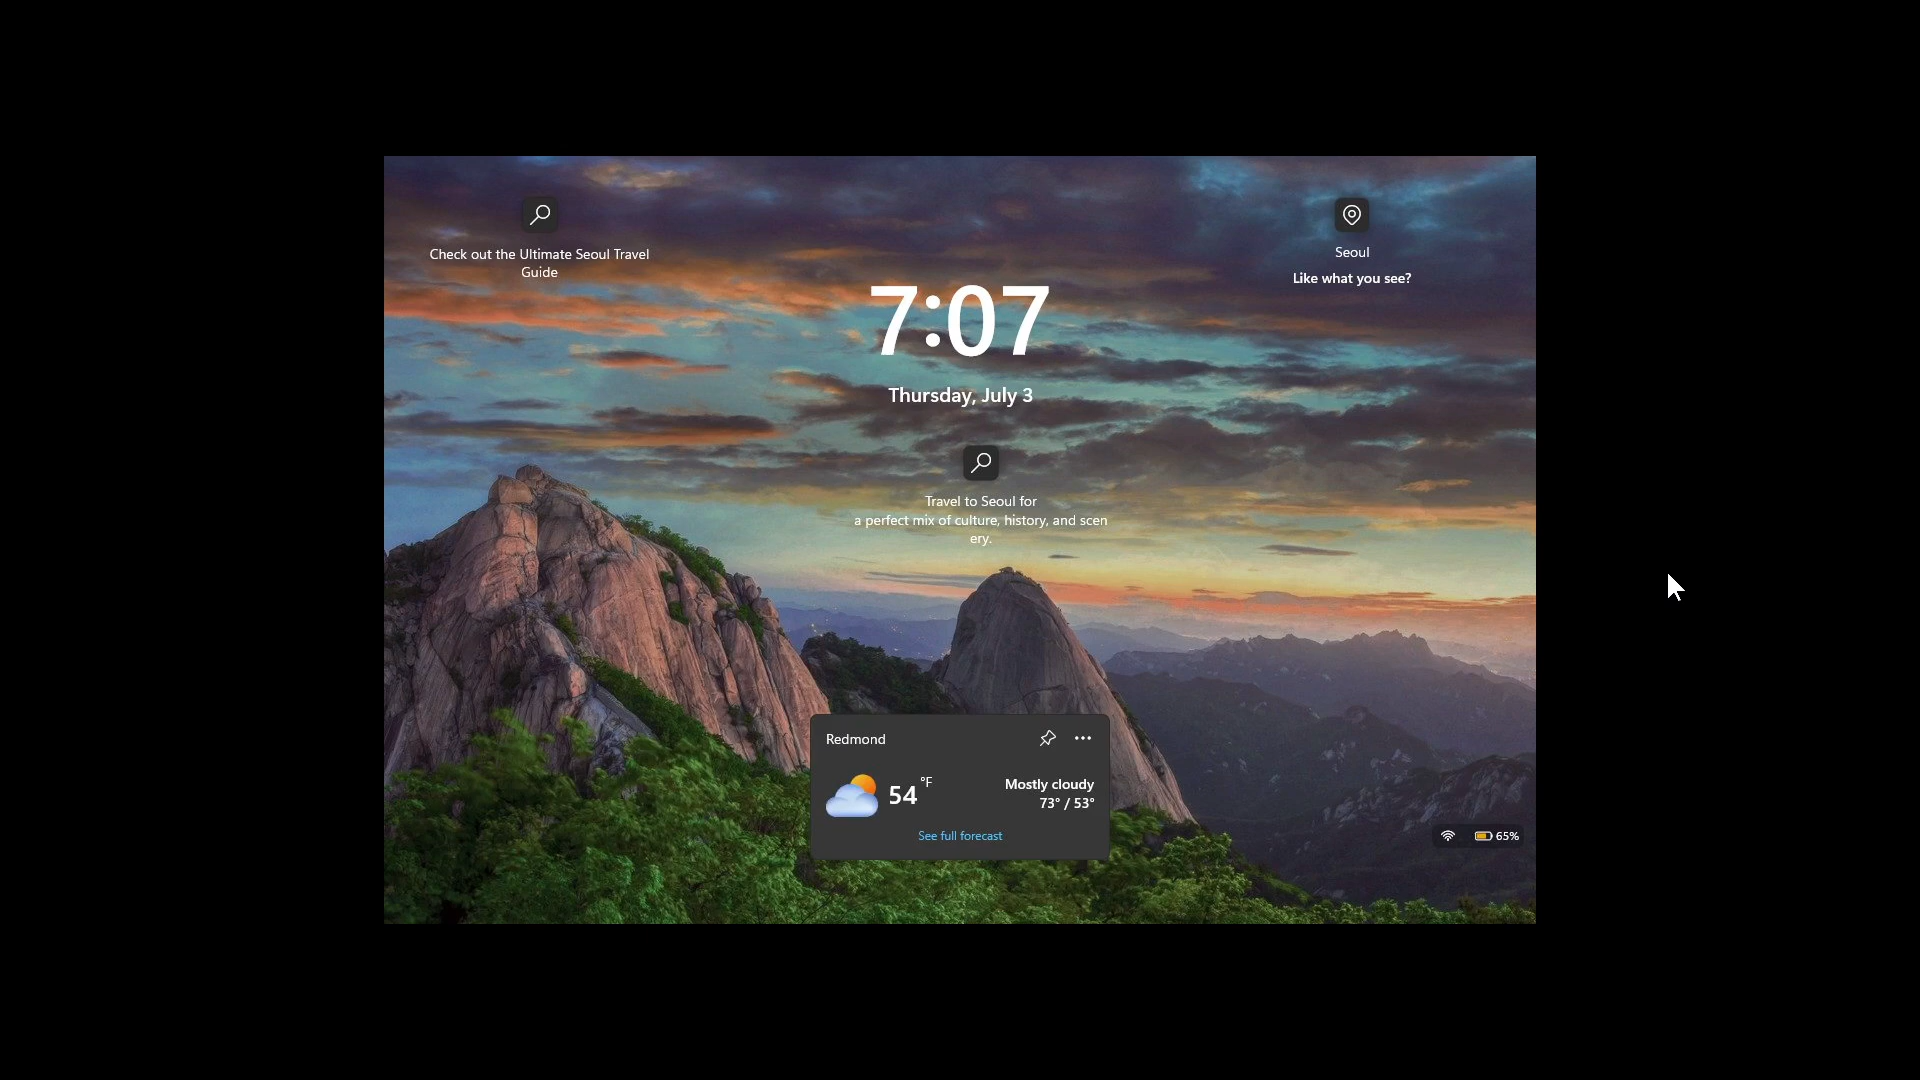 Check out the Ultimate Seoul Travel
Guide
Seoul
Like what you see?
7:07
Thursday, July 3
Travel to Seoul for
a perfect mix of culture, history, and scen
ery.
Redmond
54 °F
Mostly cloudy
73° / 53°
See full forecast
65%